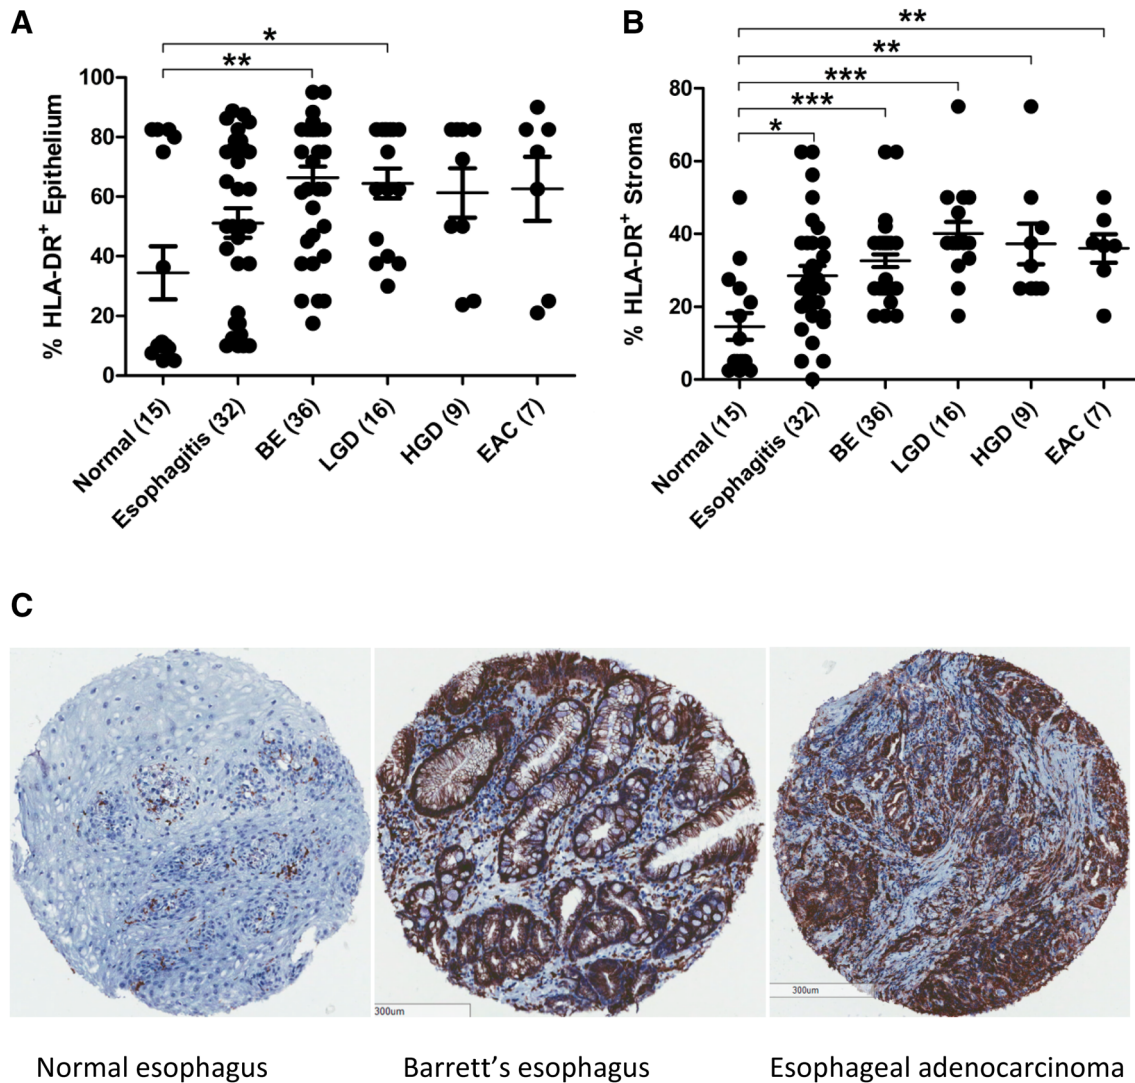 A
*
**
100
80
60
40
20
0
% HLA-DR+ Epithelium
Normal (15)
Esophagitis (32)
BE (36)
LGD (16)
HGD (9)
EAC (7)
B
**
**
***
***
*
80
60
40
20
0
% HLA-DR+ Stroma
Normal (15)
Esophagitis (32)
BE (36)
LGD (16)
HGD (9)
EAC (7)
C
300um
300um
Normal esophagus
Barrett’s esophagus
Esophageal adenocarcinoma